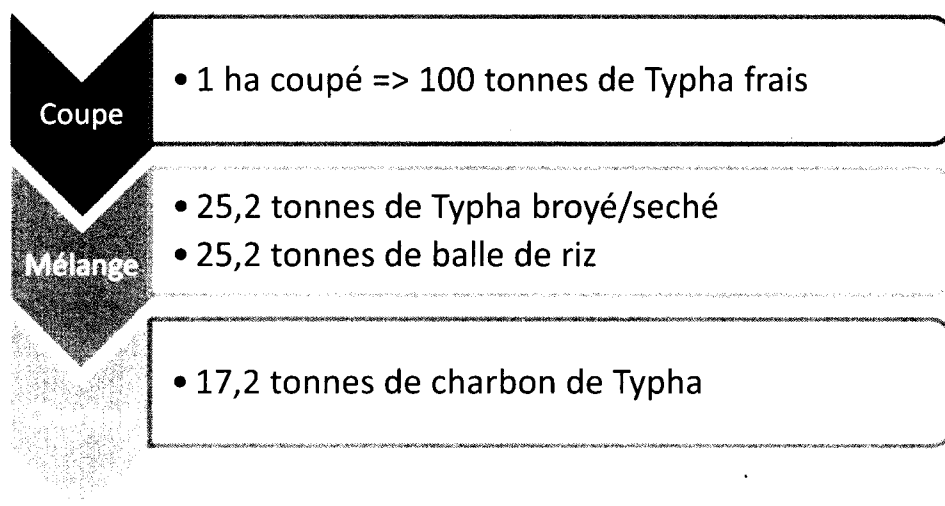 Coupe
• 1 ha coupé => 100 tonnes de Typha frais
Mélange
• 25,2 tonnes de Typha broyé/seché
• 25,2 tonnes de balle de riz
• 17,2 tonnes de charbon de Typha